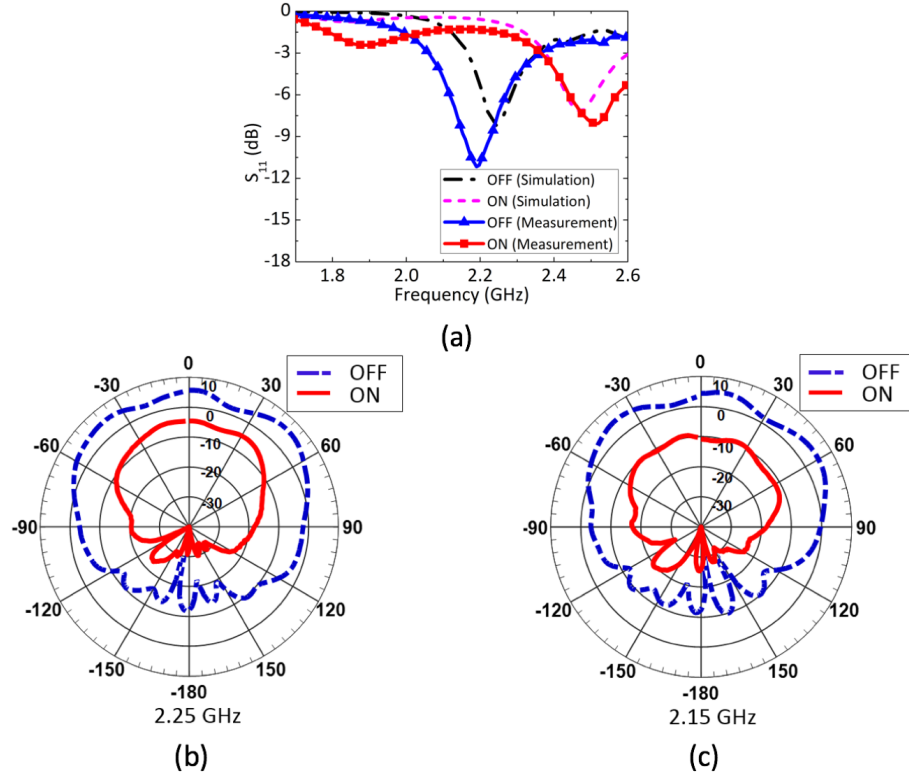 0
-3
-6
-9
-12
-15
-18
S11 (dB)
OFF (Simulation)
ON (Simulation)
OFF (Measurement)
ON (Measurement)
1.8 2.0 2.2 2.4 2.6
Frequency (GHz)
(a)
OFF
ON
0
-30 30
-60 60
-90 90
-120 120
-150 150
-180
10
0
-10
-20
-30
2.25 GHz
(b)
OFF
ON
0
-30 30
-60 60
-90 90
-120 120
-150 150
-180
10
0
-10
-20
-30
2.15 GHz
(c)